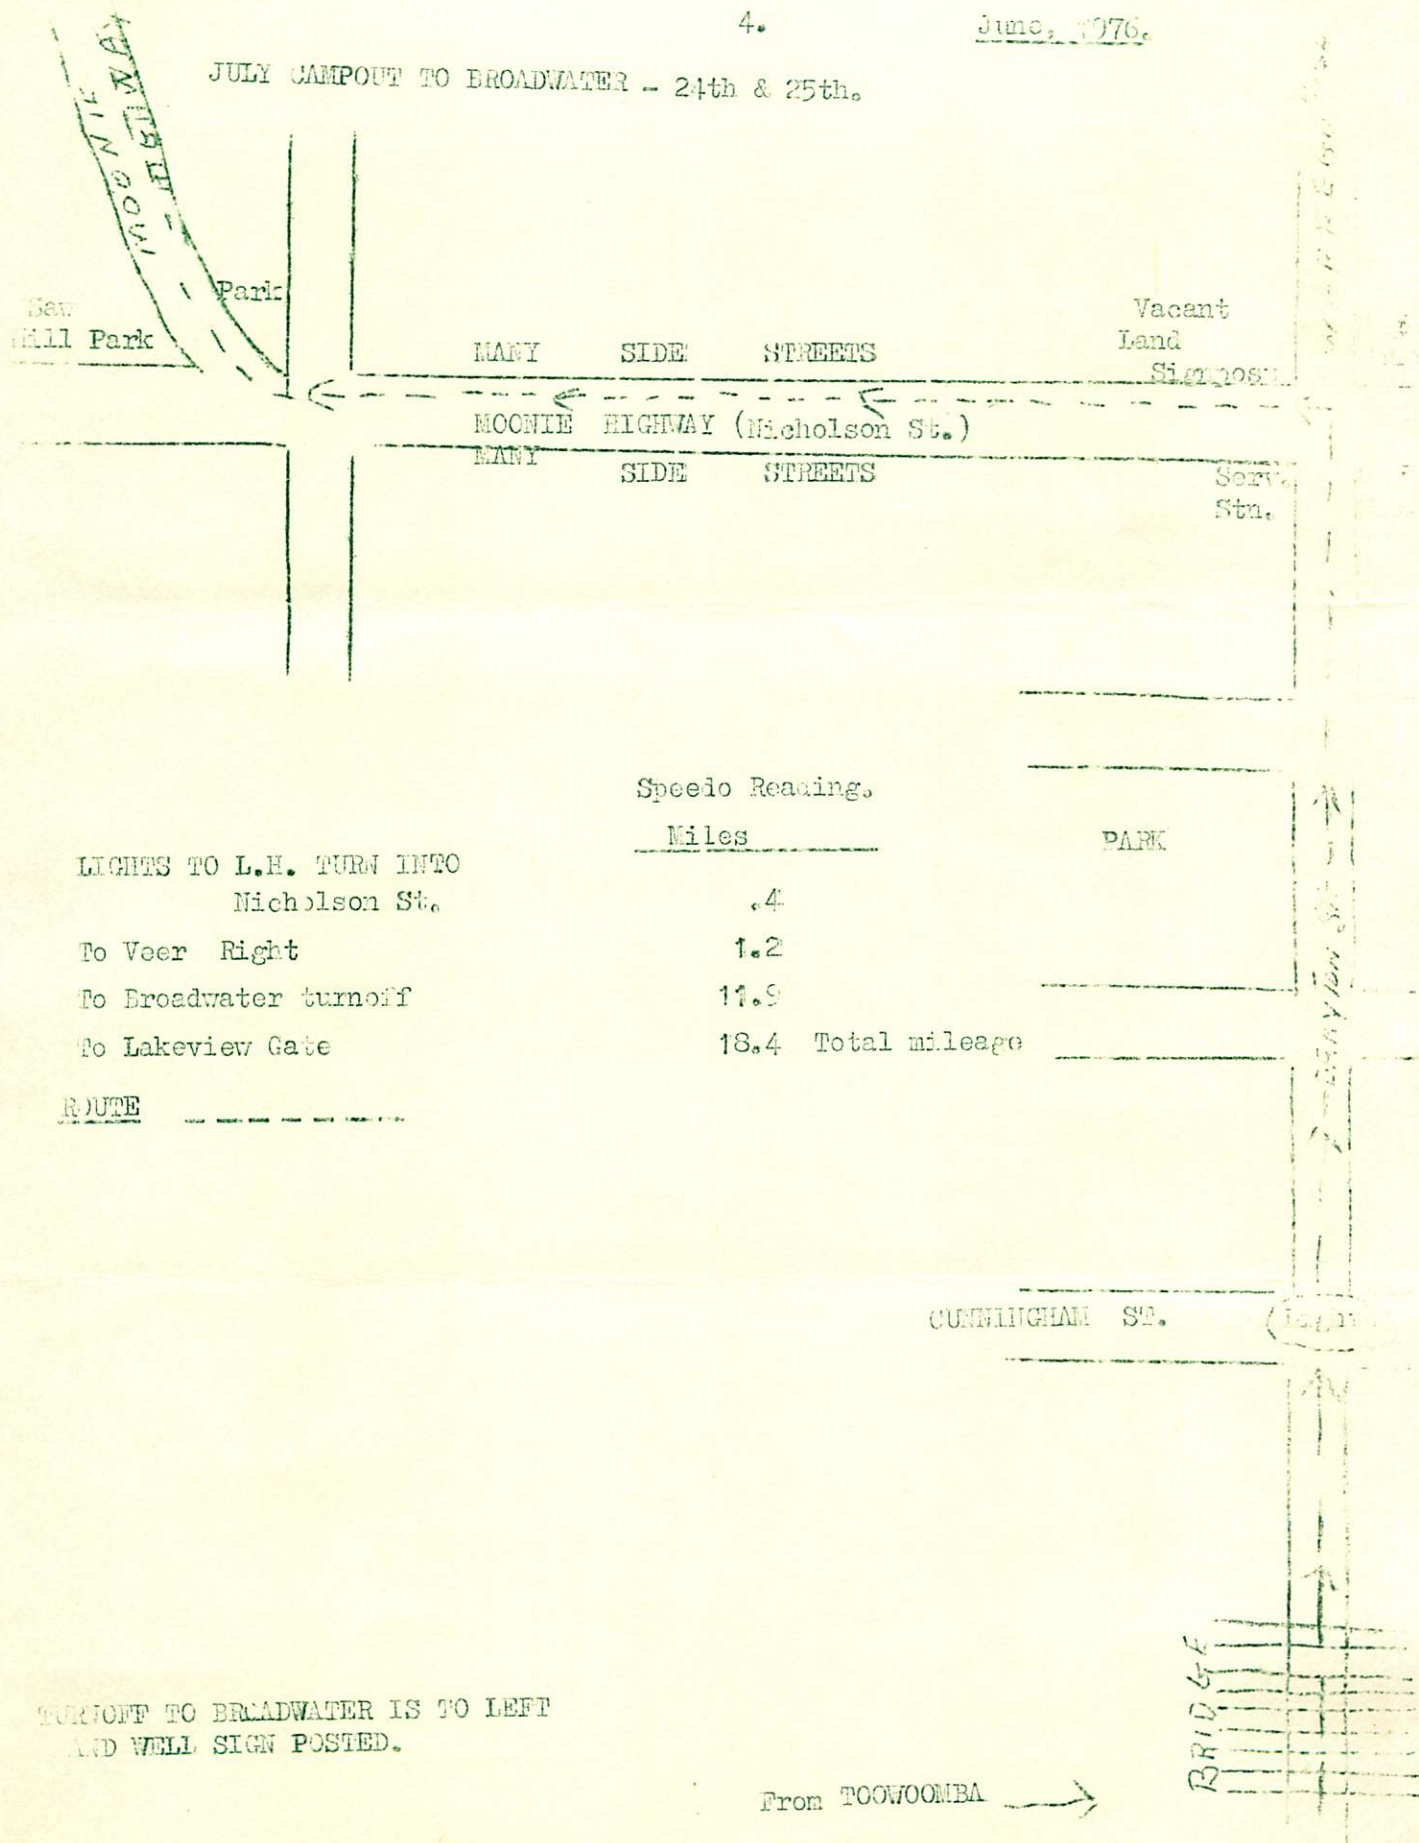 4.
June, 1976.
JULY CAMPOUT TO BROADWATER - 24th & 25th.
MOONIE
HIGHWAY
Park
Saw
Mill Park
Vacant
Land
Signpost
MANY SIDE STREETS
MOONIE HIGHWAY (Nicholson St.)
MANY
SIDE STREETS
Serv.
Stn.
Speedo Reading.
Miles
PARK
LIGHTS TO L.H. TURN INTO
Nicholson St. .4
To Veer Right 1.2
To Broadwater turnoff 11.9
To Lakeview Gate 18.4 Total mileage
ROUTE
CUNNINGHAM ST.
BRIDGE
TURNOFF TO BROADWATER IS TO LEFT
AND WELL SIGN POSTED.
From TOOWOOMBA